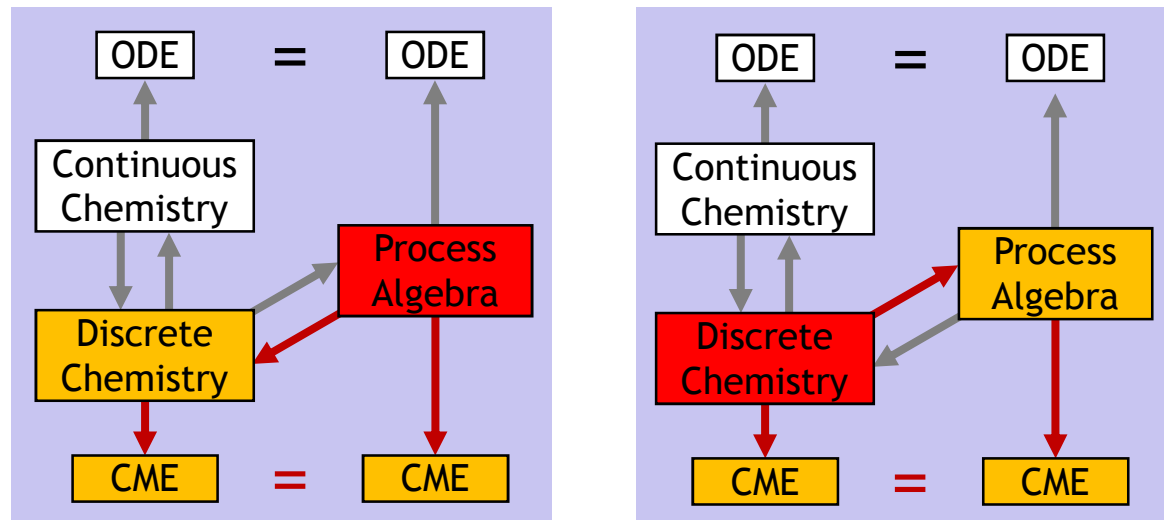 ODE = ODE
Continuous
Chemistry
Process
Algebra
Discrete
Chemistry
CME = CME
ODE = ODE
Continuous
Chemistry
Process
Algebra
Discrete
Chemistry
CME = CME